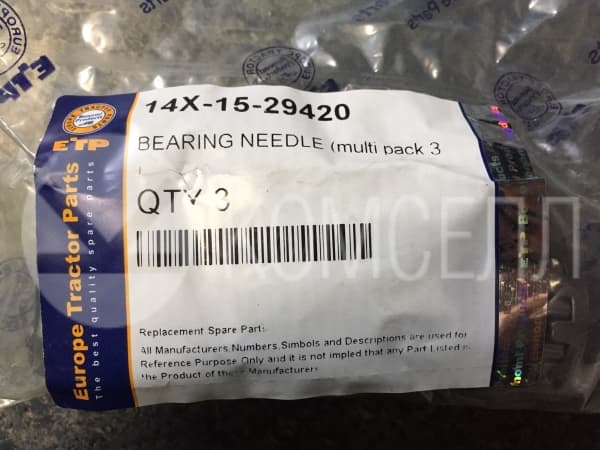 14X-15-29420
BEARING NEEDLE (multi pack 3
QTY 3
КОМСЕЛЛ
Replacement Spare Part:
All Manufacturers, Numbers, Simbols and Descriptions are used for
Reference Purpose Only and it is not impled that any Part Listed is
the Product of these Manufacturers
ETP
Europe Tractor Parts
The best quality spare parts